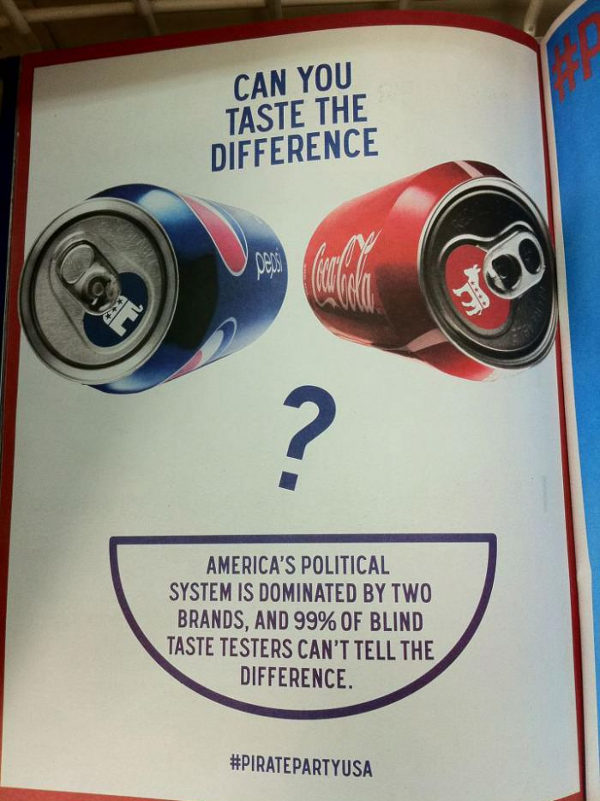 CAN YOU
TASTE THE
DIFFERENCE
pepsi
Coca-Cola
?
AMERICA'S POLITICAL
SYSTEM IS DOMINATED BY TWO
BRANDS, AND 99% OF BLIND
TASTE TESTERS CAN'T TELL THE
DIFFERENCE.
#PIRATEPARTYUSA
#P